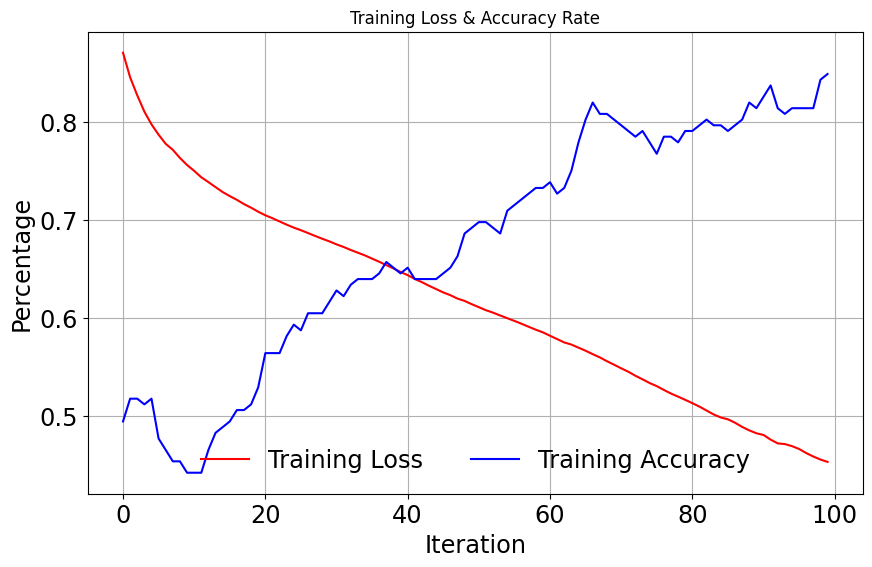 Training Loss & Accuracy Rate
0.8
0.7
0.6
0.5
Percentage
Training Loss
Training Accuracy
0 20 40 60 80 100
Iteration